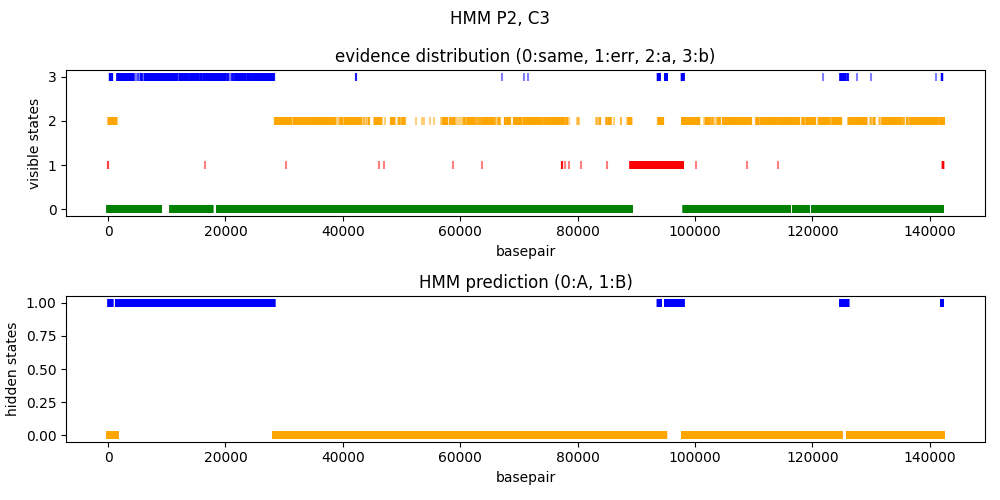 HMM P2, C3
evidence distribution (0:same, 1:err, 2:a, 3:b)
3
2
1
0
visible states
0 20000 40000 60000 80000 100000 120000 140000
basepair
HMM prediction (0:A, 1:B)
1.00
0.75
0.50
0.25
0.00
hidden states
0 20000 40000 60000 80000 100000 120000 140000
basepair